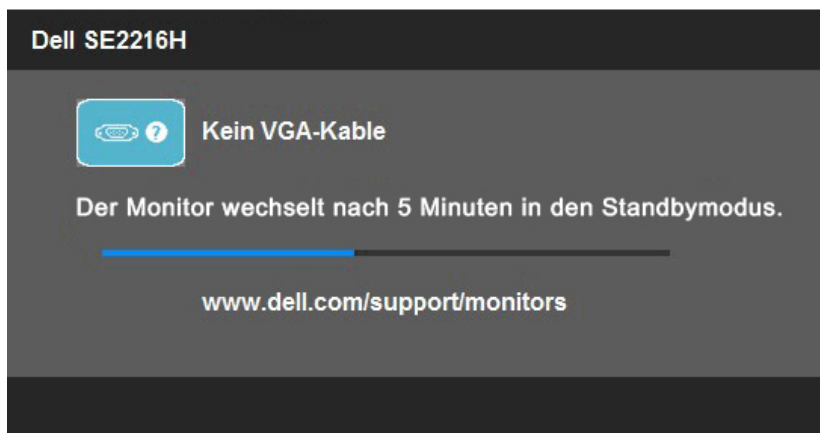 Dell SE2216H
Kein VGA-Kable
Der Monitor wechselt nach 5 Minuten in den Standbymodus.
www.dell.com/support/monitors